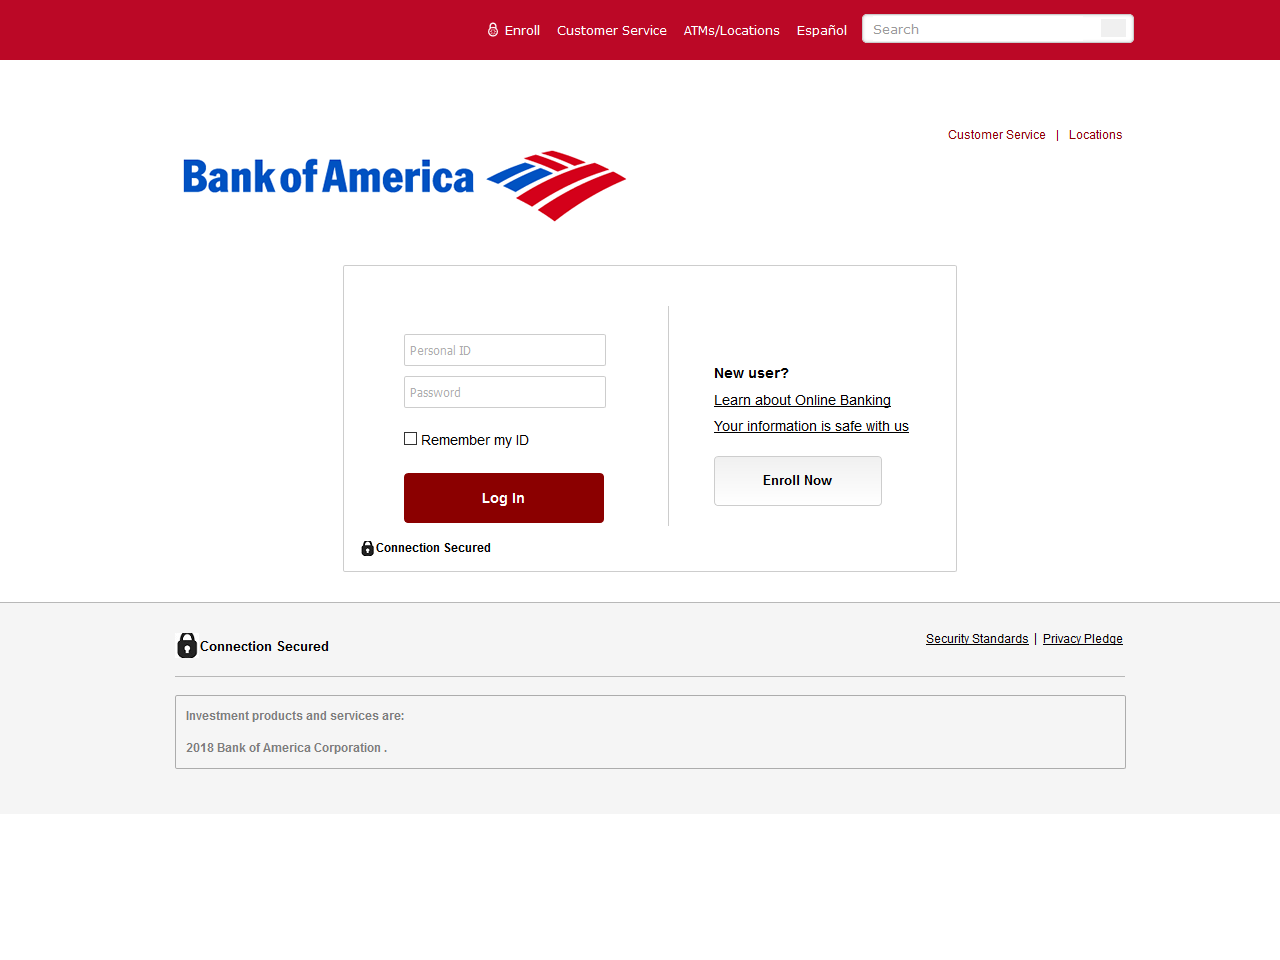 Enroll Customer Service ATMs/Locations Español Search
Customer Service | Locations
Bank of America
Personal ID
Password
Remember my ID
Log In
Connection Secured
New user?
Learn about Online Banking
Your information is safe with us
Enroll Now
Connection Secured
Security Standards | Privacy Pledge
Investment products and services are:
2018 Bank of America Corporation .